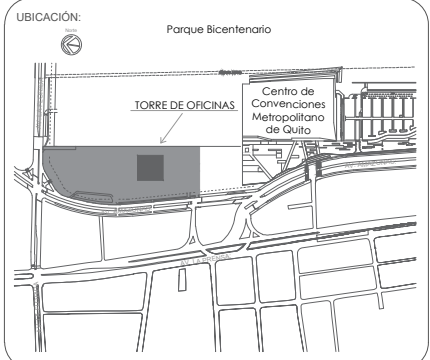 UBICACIÓN:
Norte
Parque Bicentenario
TORRE DE OFICINAS
Centro de
Convenciones
Metropolitano
de Quito
AV. LA PRENSA